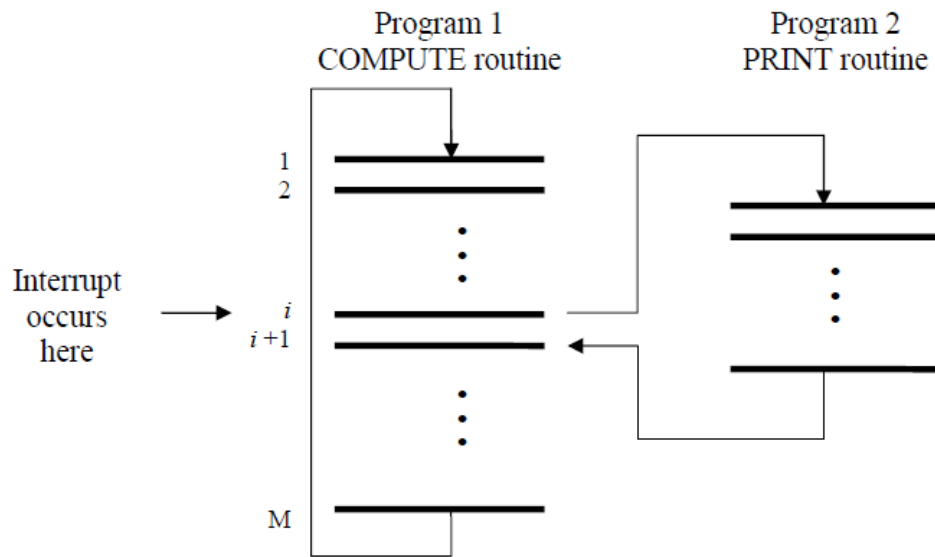 Program 1
COMPUTE routine
Program 2
PRINT routine
1
2
Interrupt
occurs
here
i
i +1
M